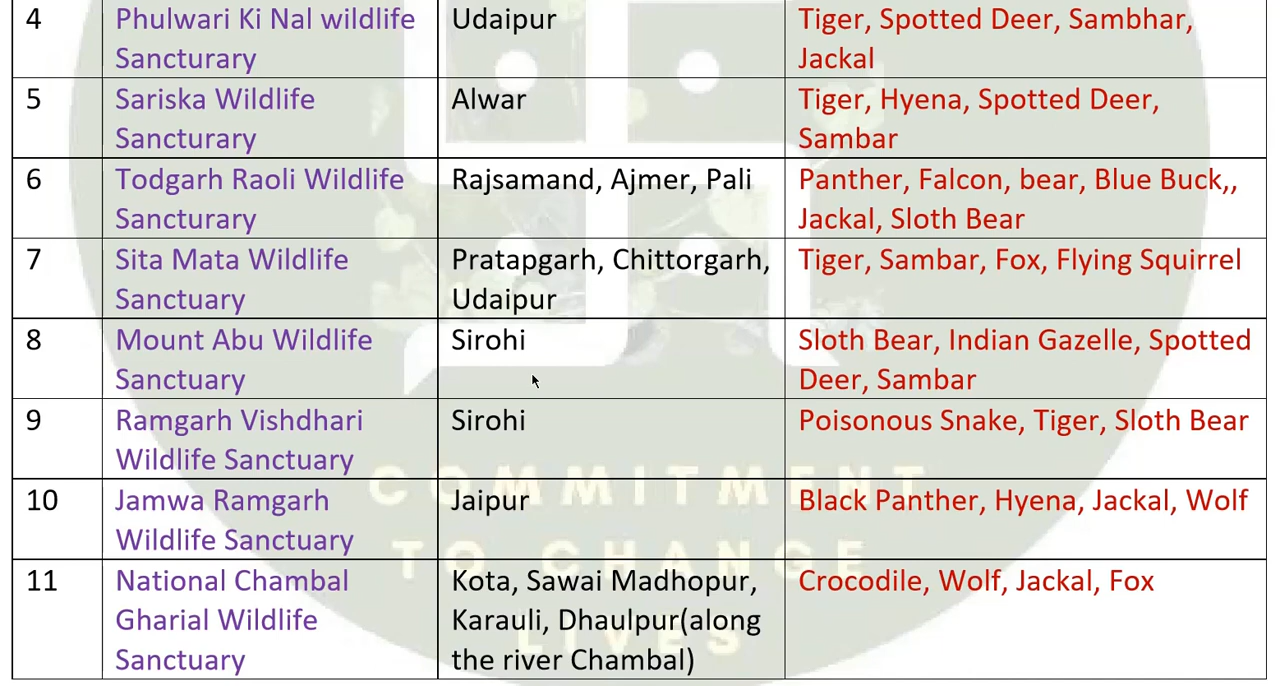 4 Phulwari Ki Nal wildlife Udaipur Tiger, Spotted Deer, Sambhar,
Sancturary Jackal
5 Sariska Wildlife Alwar Tiger, Hyena, Spotted Deer,
Sancturary Sambar
6 Todgarh Raoli Wildlife Rajsamand, Ajmer, Pali Panther, Falcon, bear, Blue Buck,,
Sancturary Jackal, Sloth Bear
7 Sita Mata Wildlife Pratapgarh, Chittorgarh, Tiger, Sambar, Fox, Flying Squirrel
Sanctuary Udaipur
8 Mount Abu Wildlife Sirohi Sloth Bear, Indian Gazelle, Spotted
Sanctuary Deer, Sambar
9 Ramgarh Vishdhari Sirohi Poisonous Snake, Tiger, Sloth Bear
Wildlife Sanctuary
10 Jamwa Ramgarh Jaipur Black Panther, Hyena, Jackal, Wolf
Wildlife Sanctuary
11 National Chambal Kota, Sawai Madhopur, Crocodile, Wolf, Jackal, Fox
Gharial Wildlife Karauli, Dhaulpur(along
Sanctuary the river Chambal)
COMMITMENT
TO CHANGE
LIVES